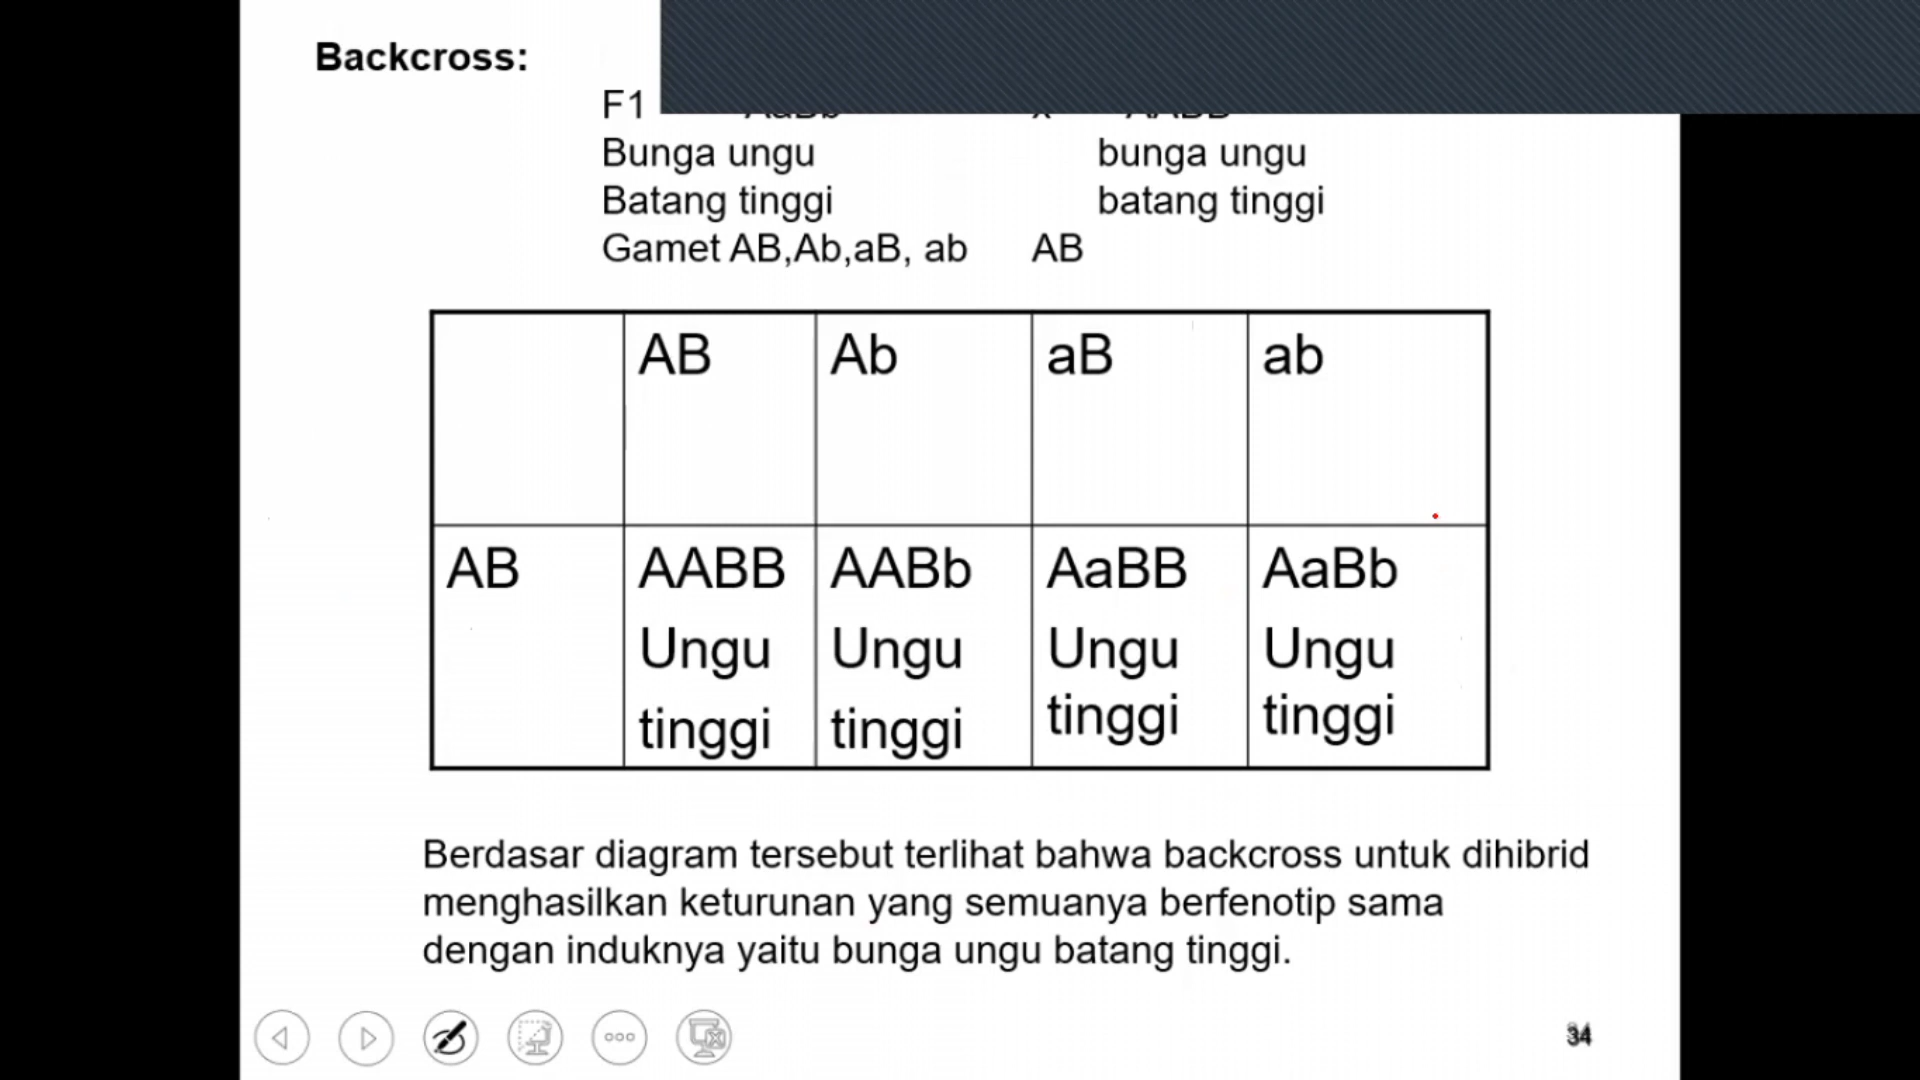 Backcross:
F1 AaBb x AABB
Bunga ungu bunga ungu
Batang tinggi batang tinggi
Gamet AB,Ab,aB, ab AB
AB Ab aB ab
AB AABB AABb AaBB AaBb
Ungu Ungu Ungu Ungu
tinggi tinggi tinggi tinggi
Berdasar diagram tersebut terlihat bahwa backcross untuk dihibrid
menghasilkan keturunan yang semuanya berfenotip sama
dengan induknya yaitu bunga ungu batang tinggi.
34